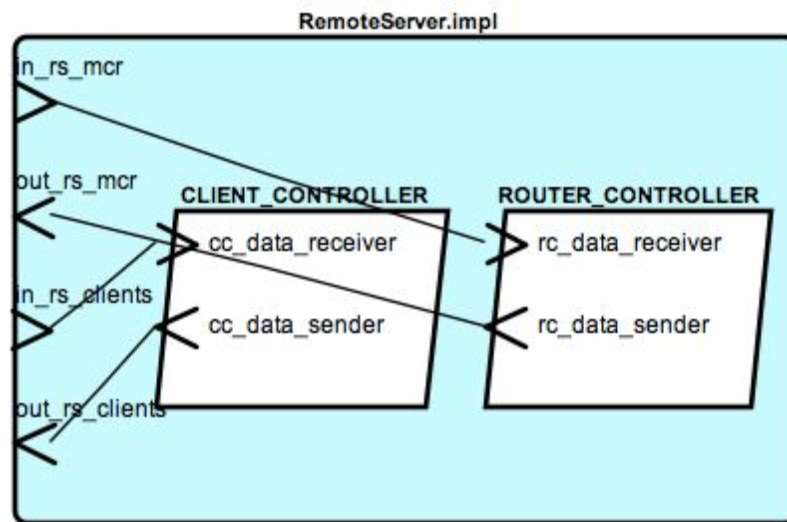 RemoteServer.impl
in_rs_mcr
out_rs_mcr
CLIENT_CONTROLLER
ROUTER_CONTROLLER
cc_data_receiver
rc_data_receiver
in_rs_clients
cc_data_sender
rc_data_sender
out_rs_clients